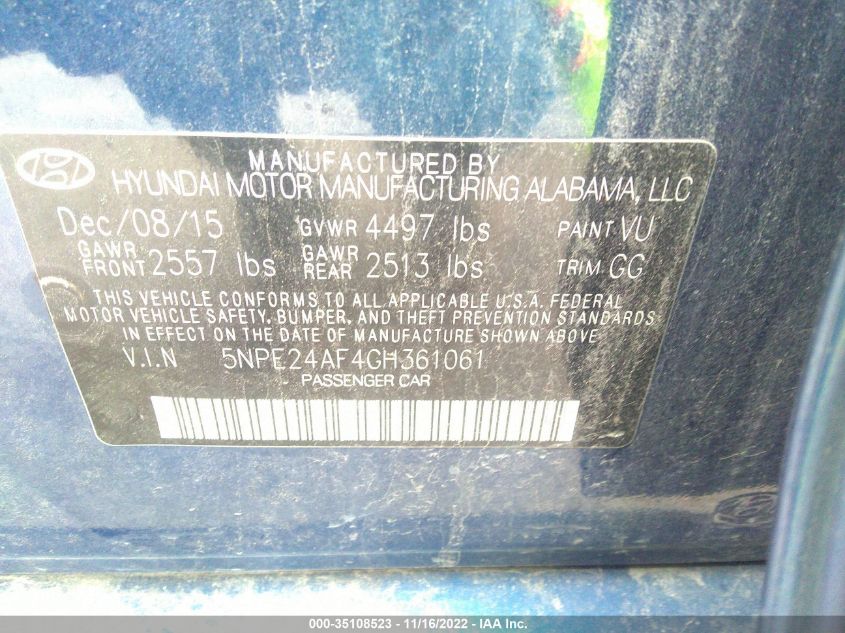 MANUFACTURED BY
HYUNDAI MOTOR MANUFACTURING ALABAMA, LLC
Dec/08/15 GVWR 4497 lbs PAINT VU
GAWR FRONT 2557 lbs GAWR REAR 2513 lbs TRIM GG
THIS VEHICLE CONFORMS TO ALL APPLICABLE U.S.A. FEDERAL
MOTOR VEHICLE SAFETY, BUMPER, AND THEFT PREVENTION STANDARDS
IN EFFECT ON THE DATE OF MANUFACTURE SHOWN ABOVE
V.I.N 5NPE24AF4GH361061
PASSENGER CAR
000-35108523 - 11/16/2022 - IAA Inc.